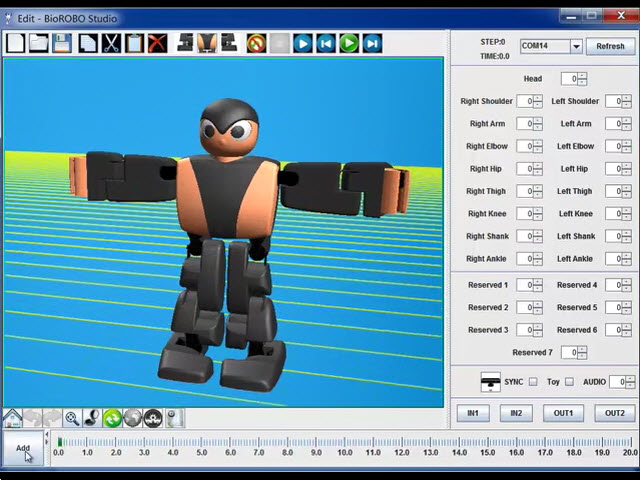 Edit - BioROBO Studio
STEP:0
TIME:0.0
COM14
Refresh
Head 0
Right Shoulder 0 Left Shoulder 0
Right Arm 0 Left Arm 0
Right Elbow 0 Left Elbow 0
Right Hip 0 Left Hip 0
Right Thigh 0 Left Thigh 0
Right Knee 0 Left Knee 0
Right Shank 0 Left Shank 0
Right Ankle 0 Left Ankle 0
Reserved 1 0 Reserved 4 0
Reserved 2 0 Reserved 5 0
Reserved 3 0 Reserved 6 0
Reserved 7 0
SYNC Toy AUDIO 0
IN1 IN2 OUT1 OUT2
Add
0.0 1.0 2.0 3.0 4.0 5.0 6.0 7.0 8.0 9.0 10.0 11.0 12.0 13.0 14.0 15.0 16.0 17.0 18.0 19.0 20.0